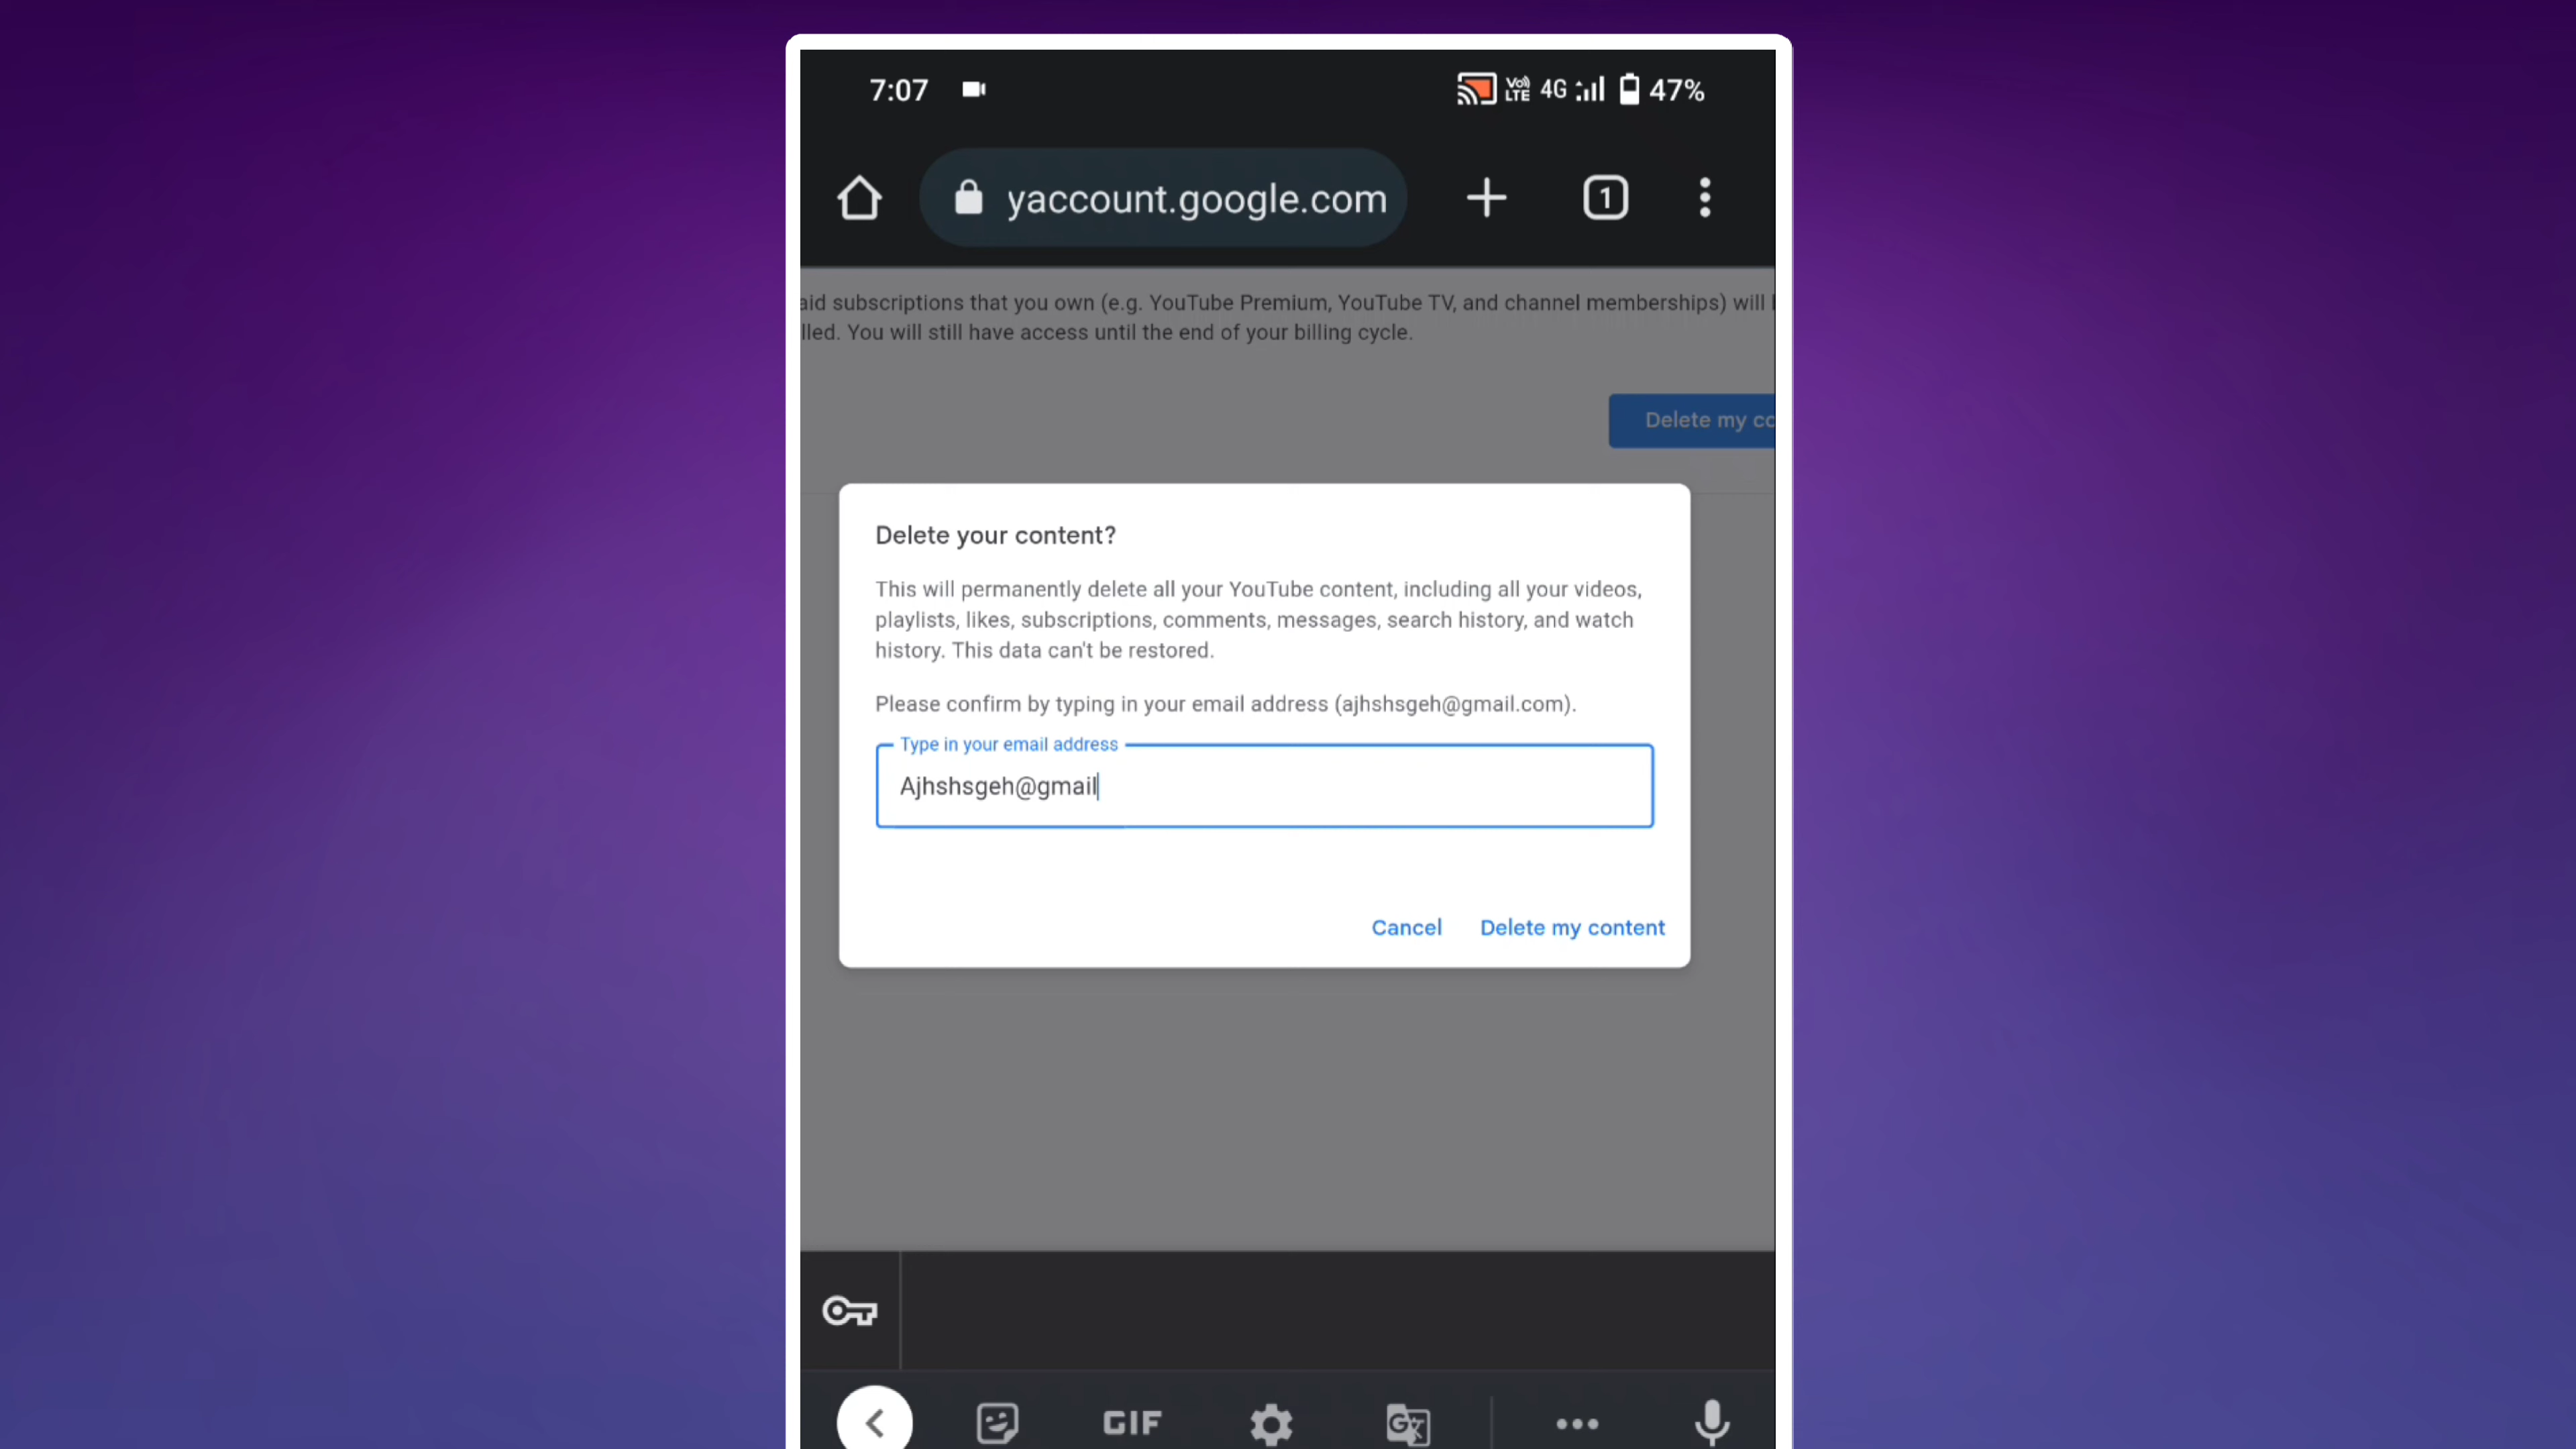 7:07 VoLTE 4G 47%
yaccount.google.com 1
aid subscriptions that you own (e.g. YouTube Premium, YouTube TV, and channel memberships) will
lled. You will still have access until the end of your billing cycle.
Delete my co
Delete your content?
This will permanently delete all your YouTube content, including all your videos,
playlists, likes, subscriptions, comments, messages, search history, and watch
history. This data can't be restored.
Please confirm by typing in your email address (ajhshsgeh@gmail.com).
Type in your email address
Ajhshsgeh@gmail
Cancel Delete my content
GIF